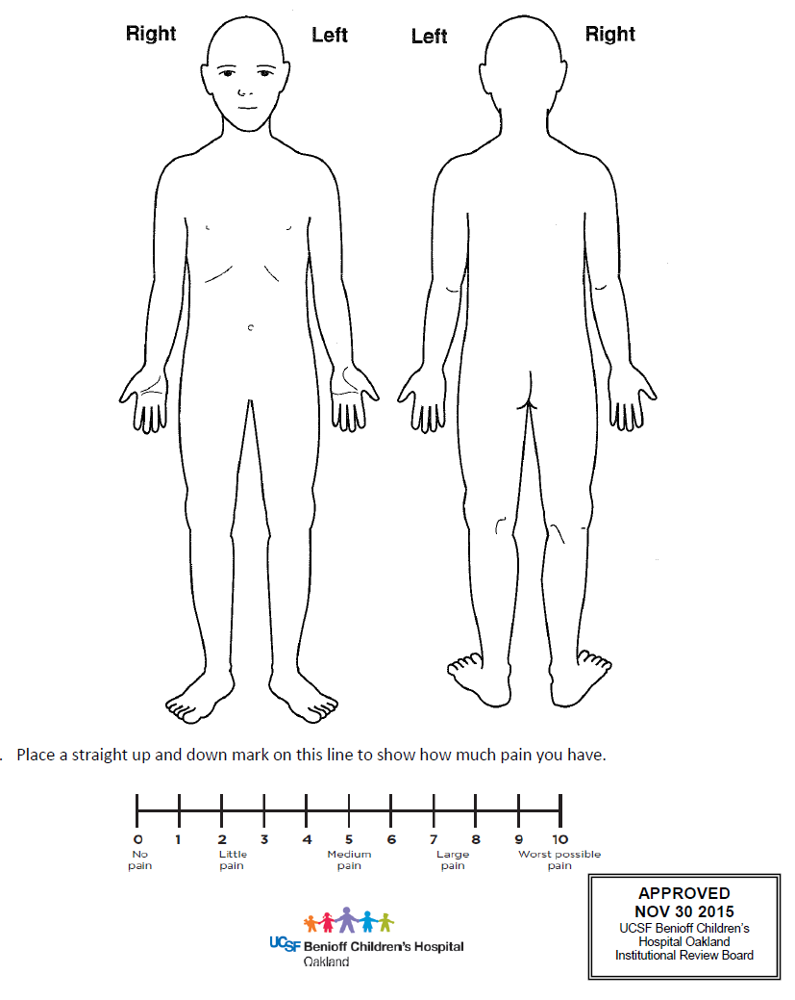 Right Left Left Right
. Place a straight up and down mark on this line to show how much pain you have.
0 1 2 3 4 5 6 7 8 9 10
No Little Medium Large Worst possible
pain pain pain pain pain
APPROVED
NOV 30 2015
UCSF Benioff Children's
Hospital Oakland
Institutional Review Board
UCSF Benioff Children's Hospital
Oakland